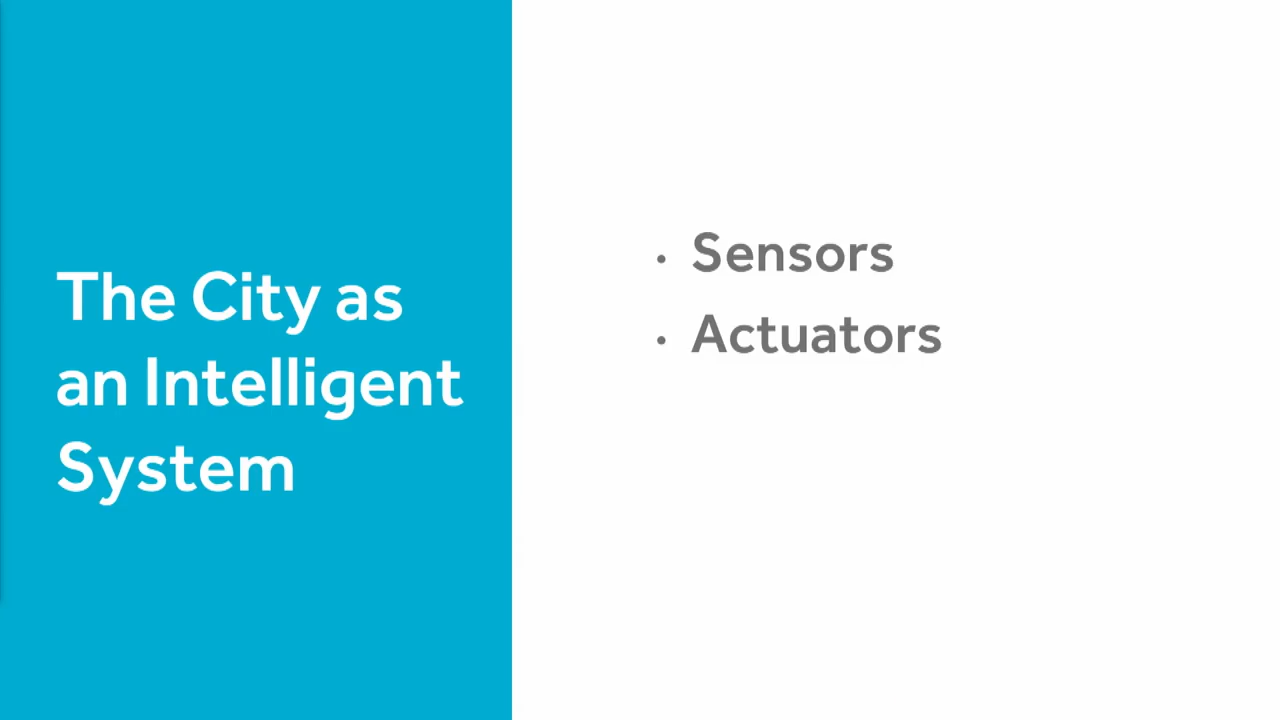 The City as
an Intelligent
System
• Sensors
• Actuators